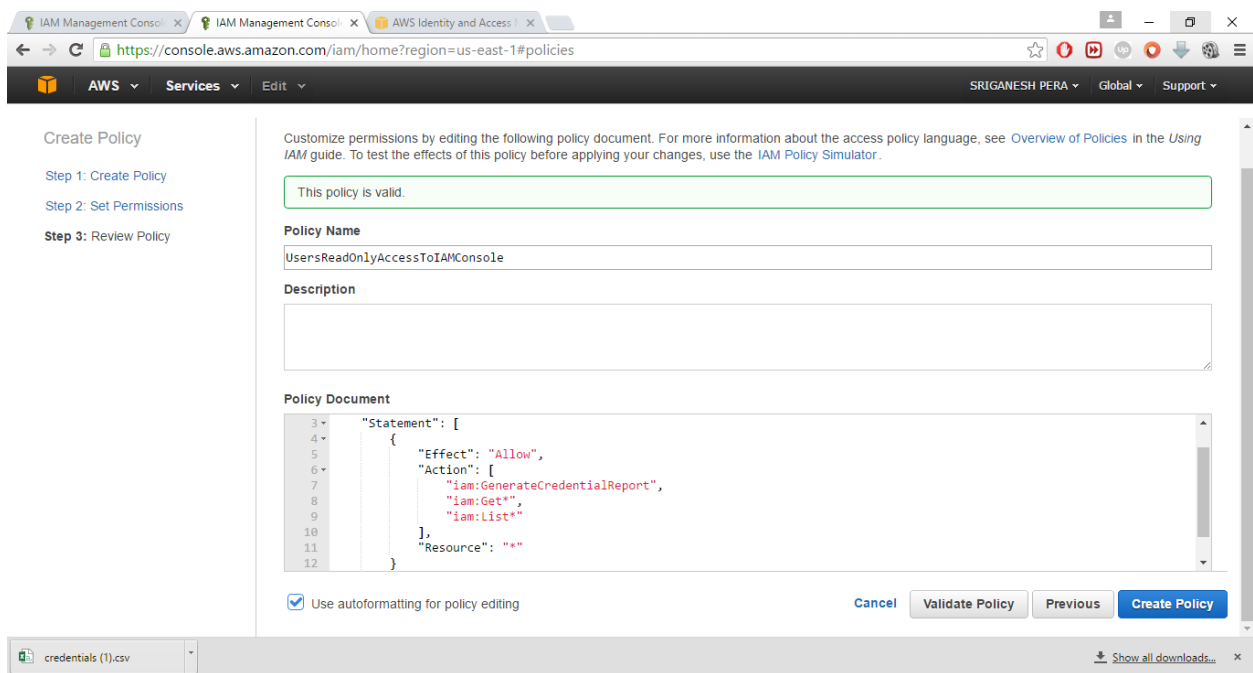 IAM Management Consol
IAM Management Consol
AWS Identity and Access
https://console.aws.amazon.com/iam/home?region=us-east-1#policies
Up
AWS Services Edit SRIGANESH PERA Global Support
Create Policy
Step 1: Create Policy
Step 2: Set Permissions
Step 3: Review Policy
Customize permissions by editing the following policy document. For more information about the access policy language, see Overview of Policies in the Using
IAM guide. To test the effects of this policy before applying your changes, use the IAM Policy Simulator.
This policy is valid.
Policy Name
UsersReadOnlyAccessToIAMConsole
Description
Policy Document
3 "Statement": [
4 {
5 "Effect": "Allow",
6 "Action": [
7 "iam:GenerateCredentialReport",
8 "iam:Get*",
9 "iam:List*"
10 ],
11 "Resource": "*"
12 }
Use autoformatting for policy editing
Cancel Validate Policy Previous Create Policy
credentials (1).csv
Show all downloads...